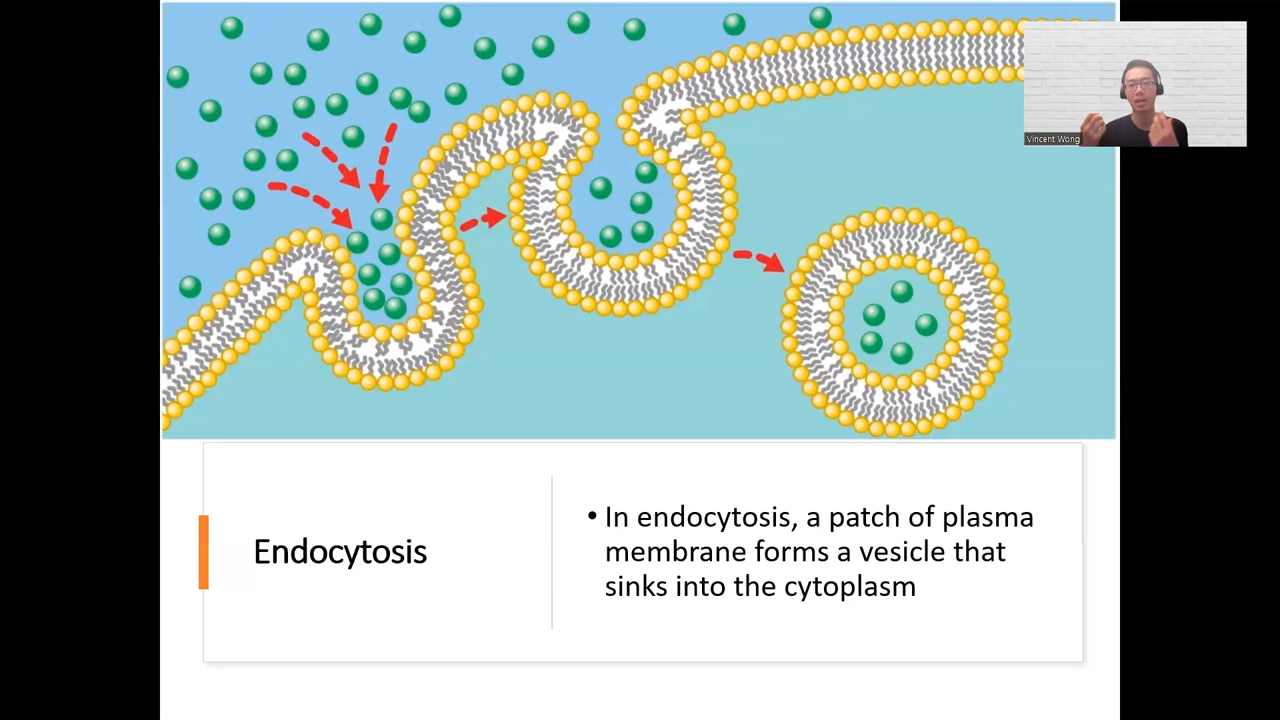 Vincent Wong
Endocytosis
• In endocytosis, a patch of plasma
membrane forms a vesicle that
sinks into the cytoplasm